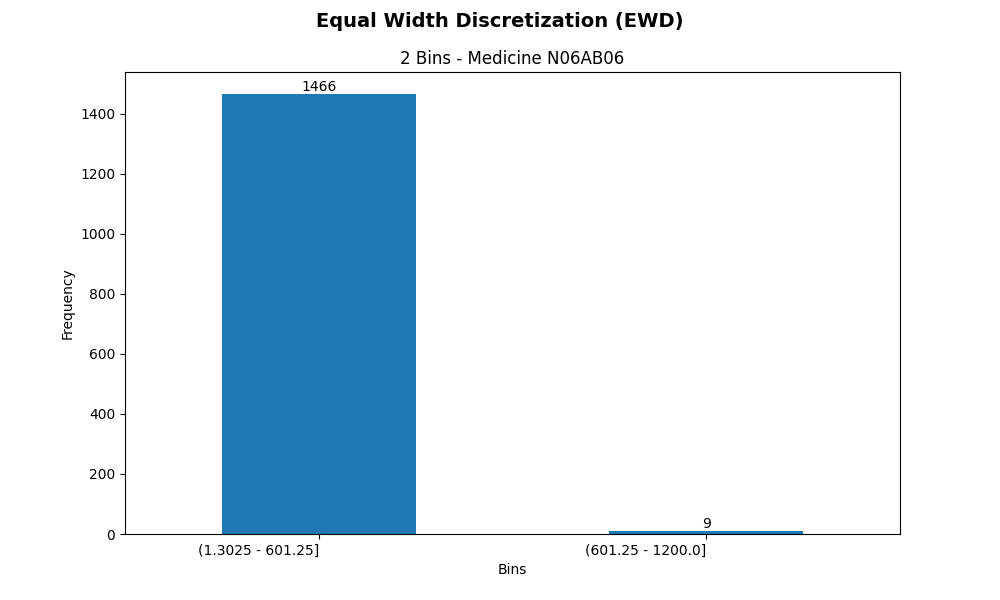 Equal Width Discretization (EWD)
2 Bins - Medicine N06AB06
1466
1400
1200
1000
800
600
400
200
0
9
Frequency
(1.3025 - 601.25]
(601.25 - 1200.0]
Bins